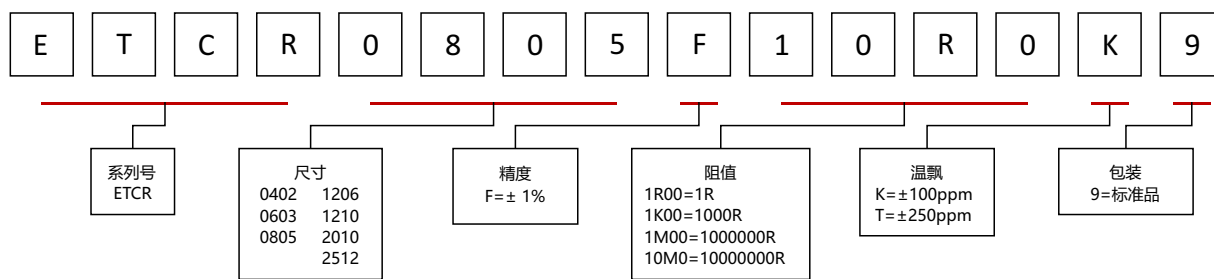 E T C R 0 8 0 5 F 1 0 R 0 K 9
系列号
ETCR
尺寸
0402 1206
0603 1210
0805 2010
2512
精度
F=± 1%
阻值
1R00=1R
1K00=1000R
1M00=1000000R
10M0=10000000R
温飘
K=±100ppm
T=±250ppm
包装
9=标准品